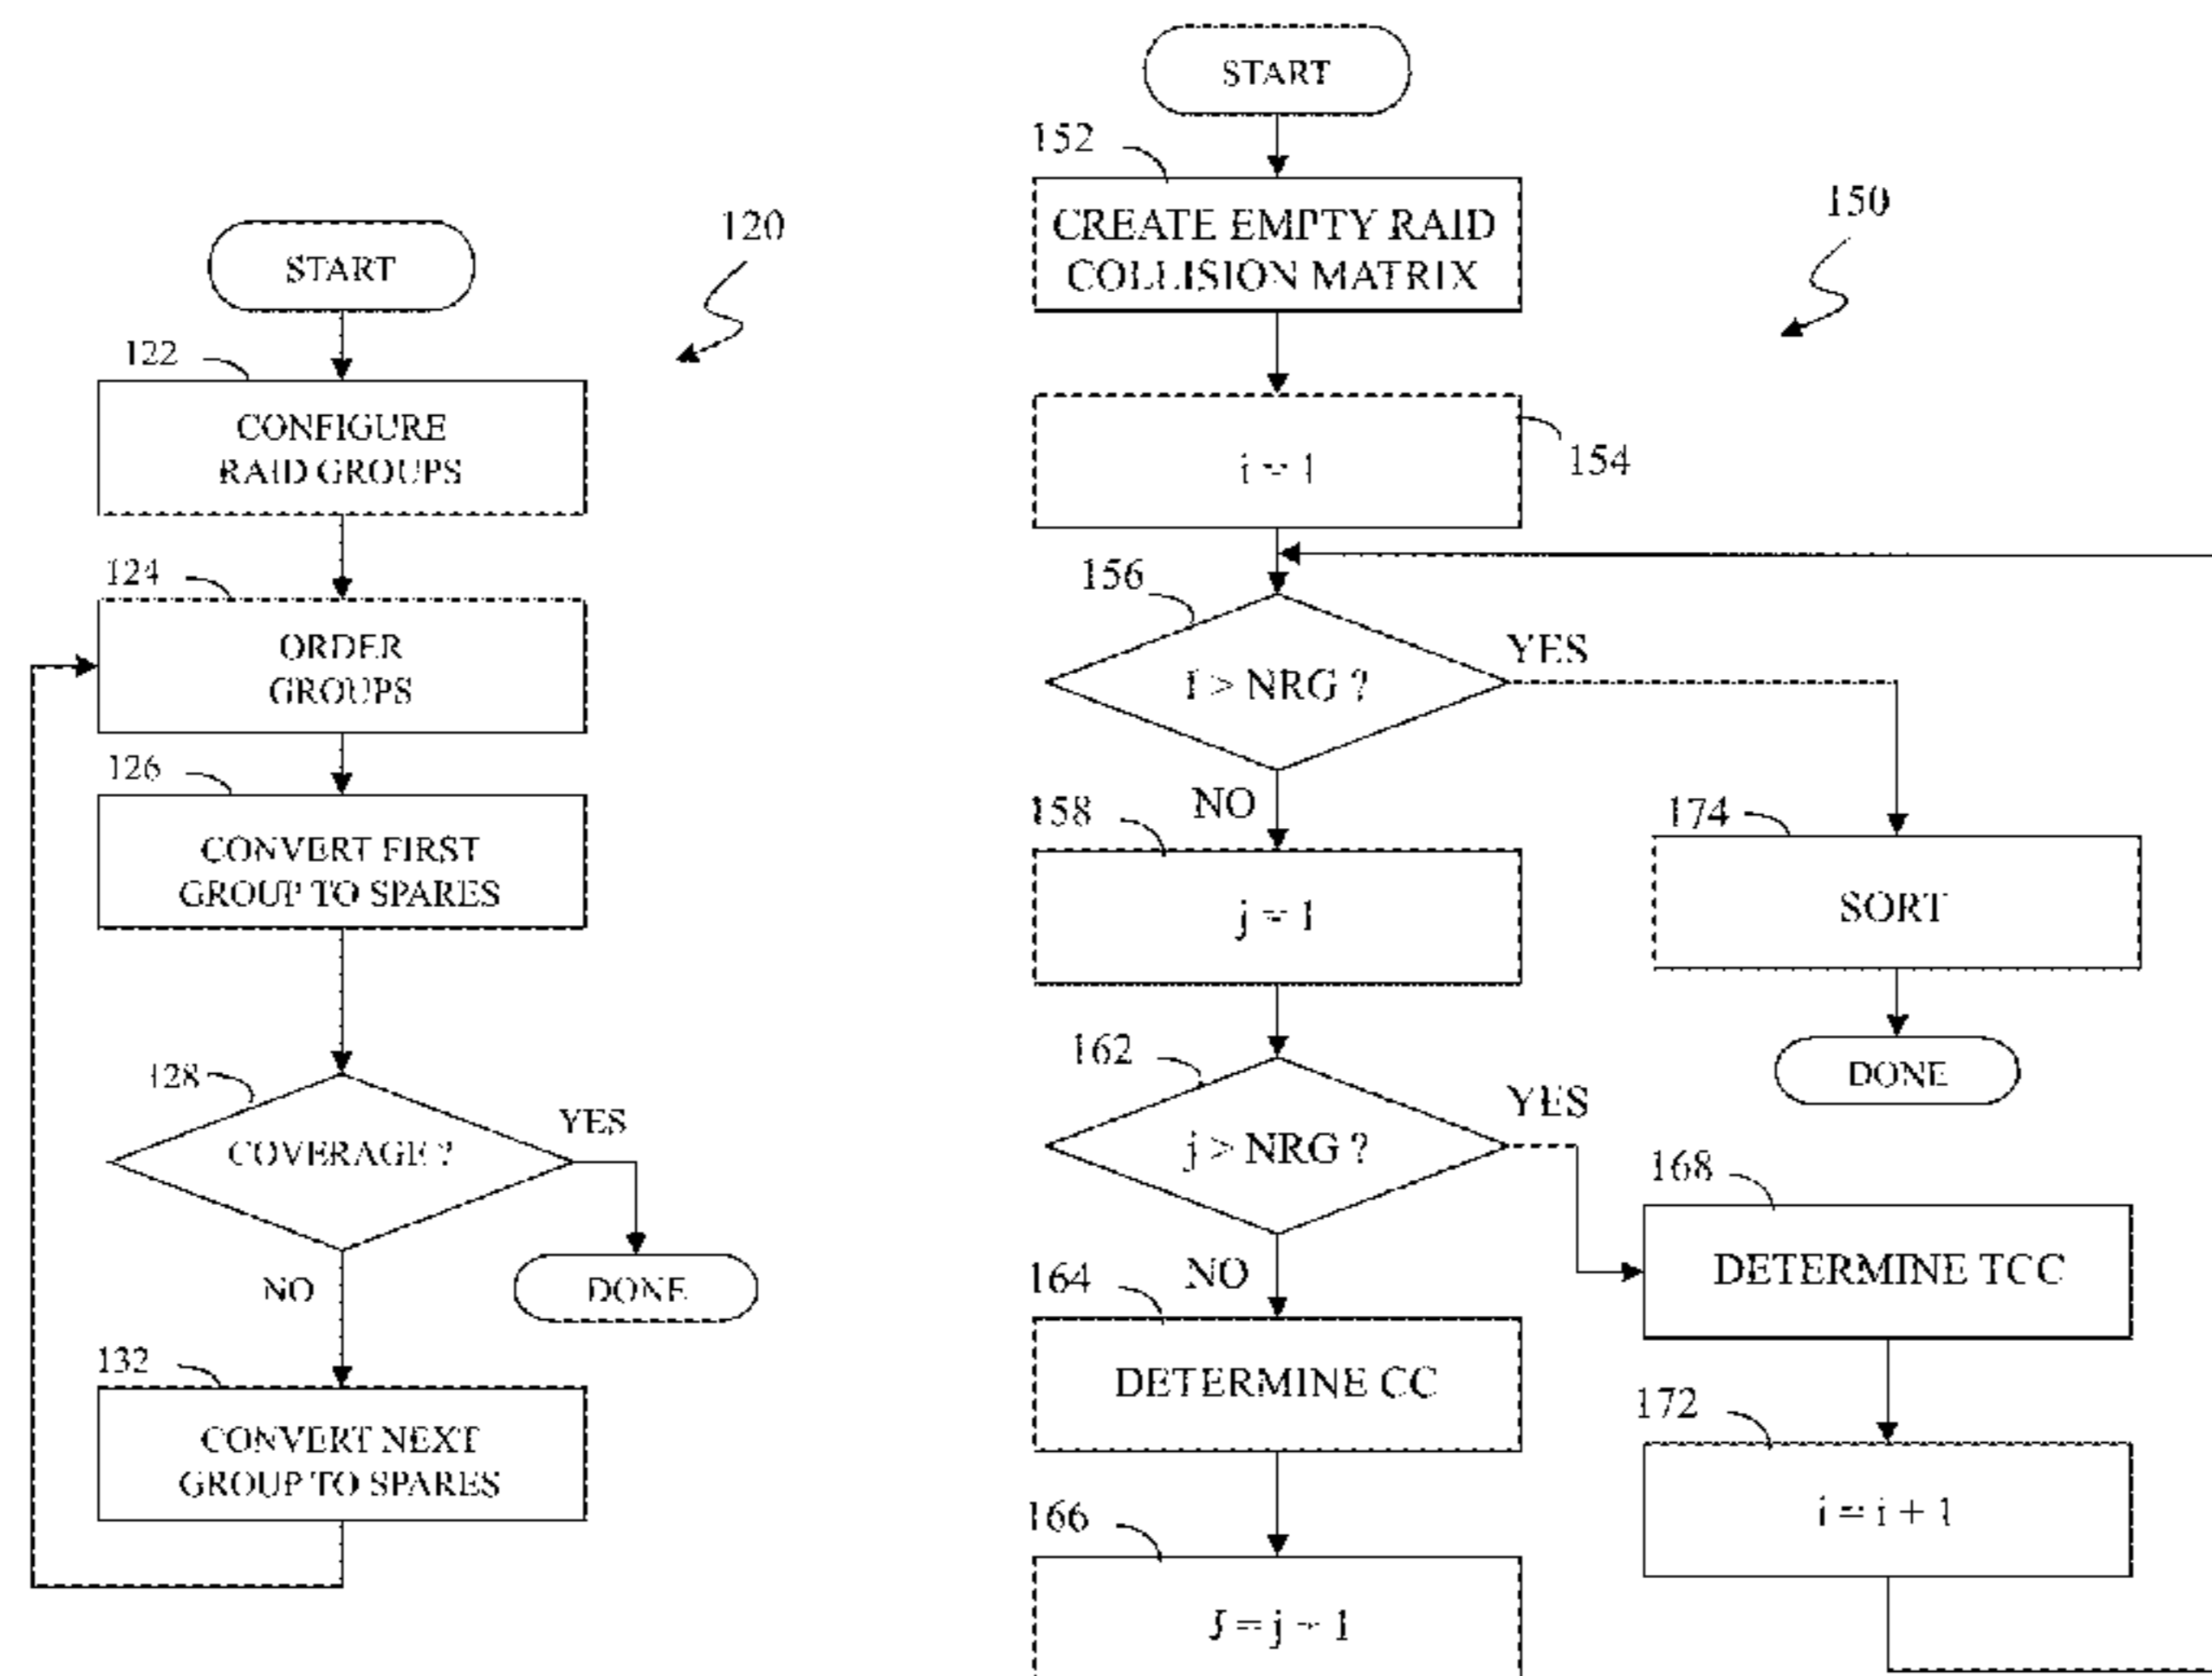 START
120
122
CONFIGURE
RAID GROUPS
124
ORDER
GROUPS
126
CONVERT FIRST
GROUP TO SPARES
128
COVERAGE ?
YES
DONE
NO
132
CONVERT NEXT
GROUP TO SPARES
START
150
152
CREATE EMPTY RAID
COLLISION MATRIX
154
i = 1
156
I > NRG ?
YES
NO
174
SORT
DONE
158
j = 1
162
j > NRG ?
YES
NO
168
DETERMINE TCC
164
DETERMINE CC
172
i = i + 1
166
J = j + 1